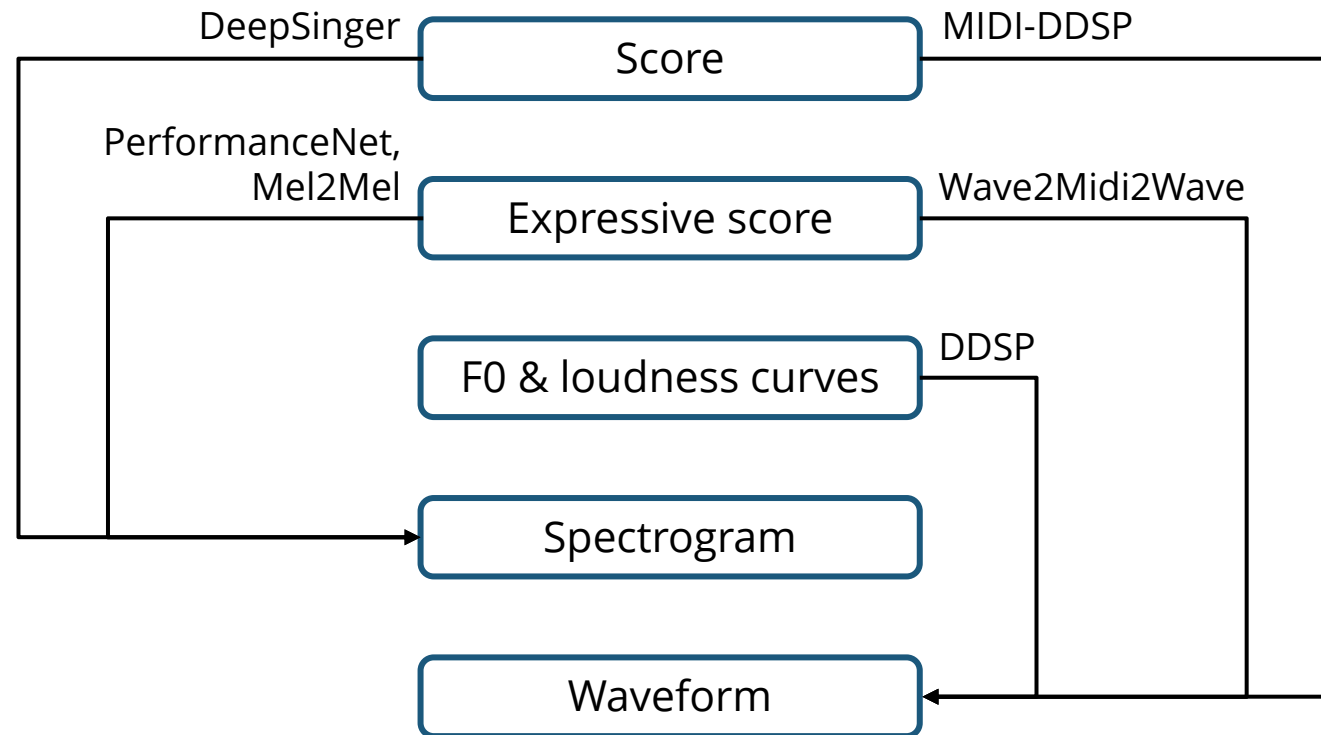 DeepSinger
Score
MIDI-DDSP
PerformanceNet,
Mel2Mel
Expressive score
Wave2Midi2Wave
F0 & loudness curves
DDSP
Spectrogram
Waveform